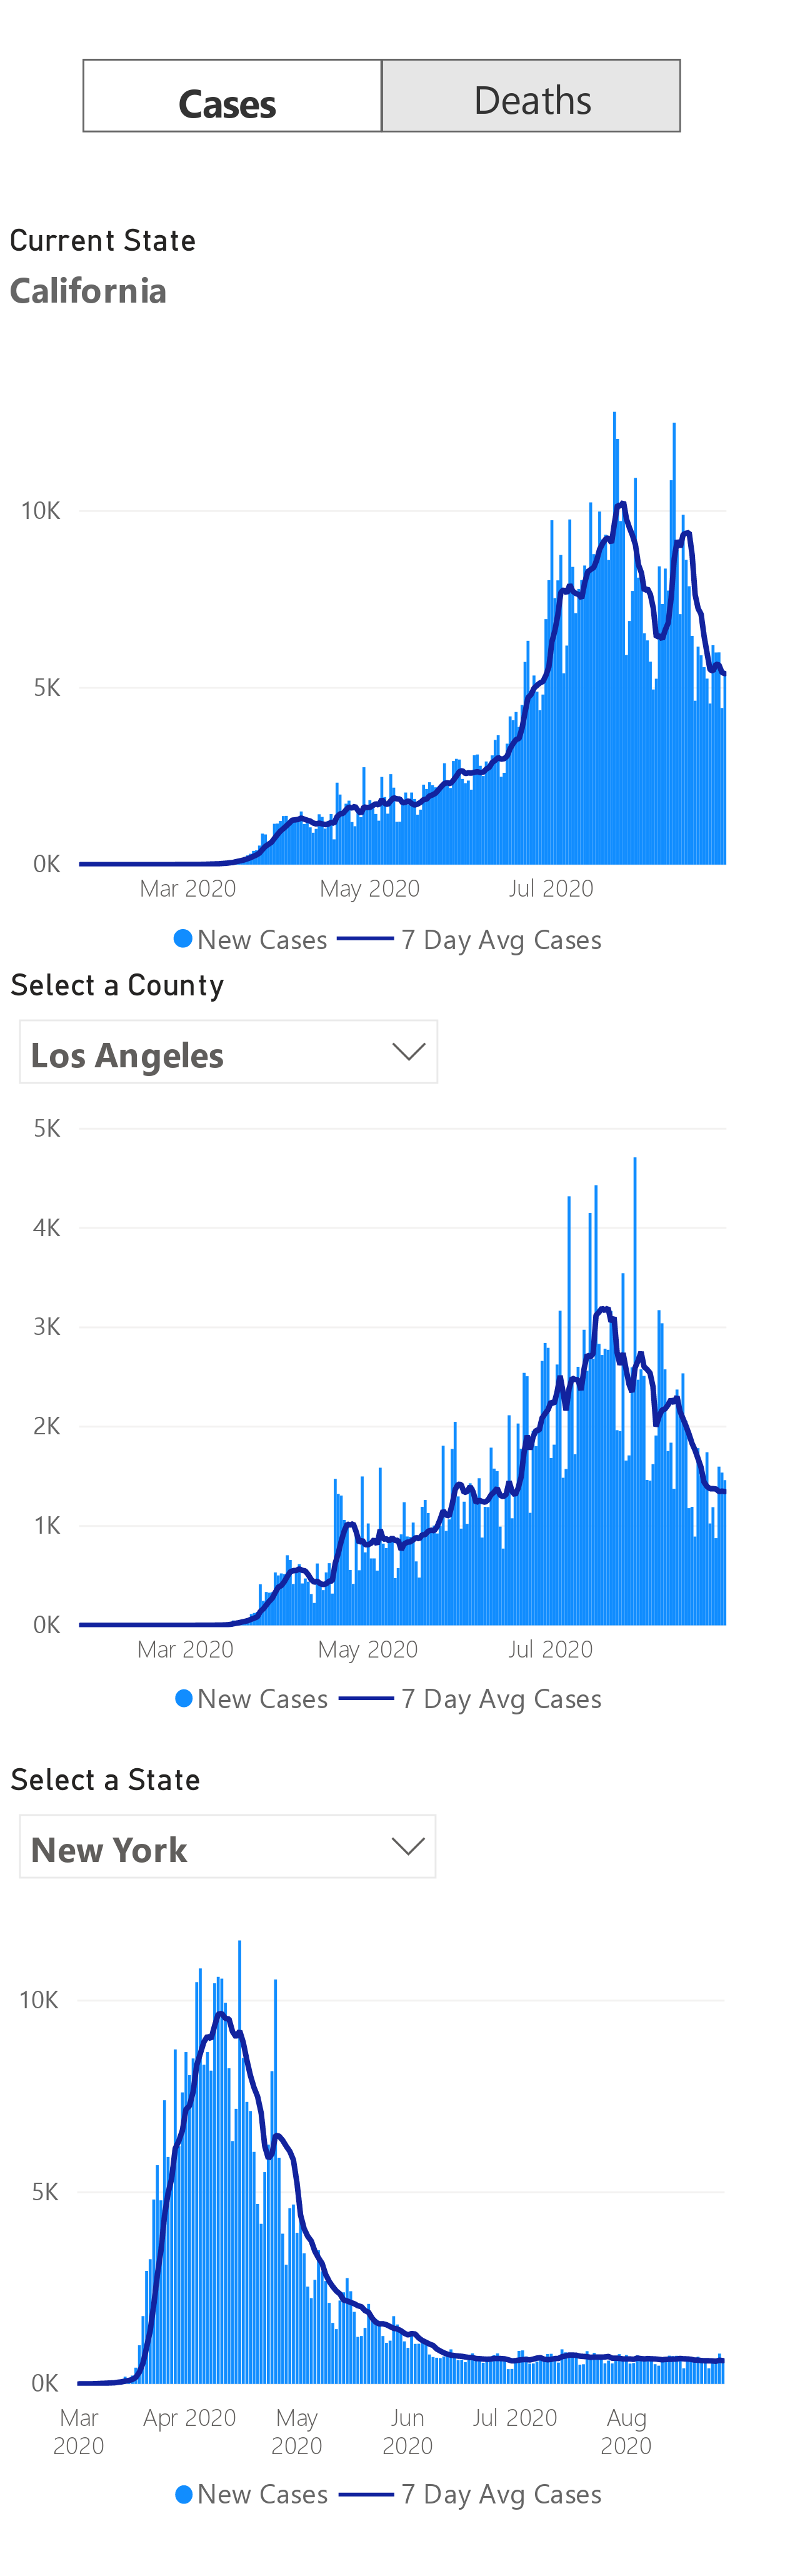 Cases Deaths
Current State
California
10K
5K
0K
Mar 2020 May 2020 Jul 2020
New Cases 7 Day Avg Cases
Select a County
Los Angeles
5K
4K
3K
2K
1K
0K
Mar 2020 May 2020 Jul 2020
New Cases 7 Day Avg Cases
Select a State
New York
10K
5K
0K
Mar Apr 2020 May Jun Jul 2020 Aug
2020 2020 2020 2020
New Cases 7 Day Avg Cases